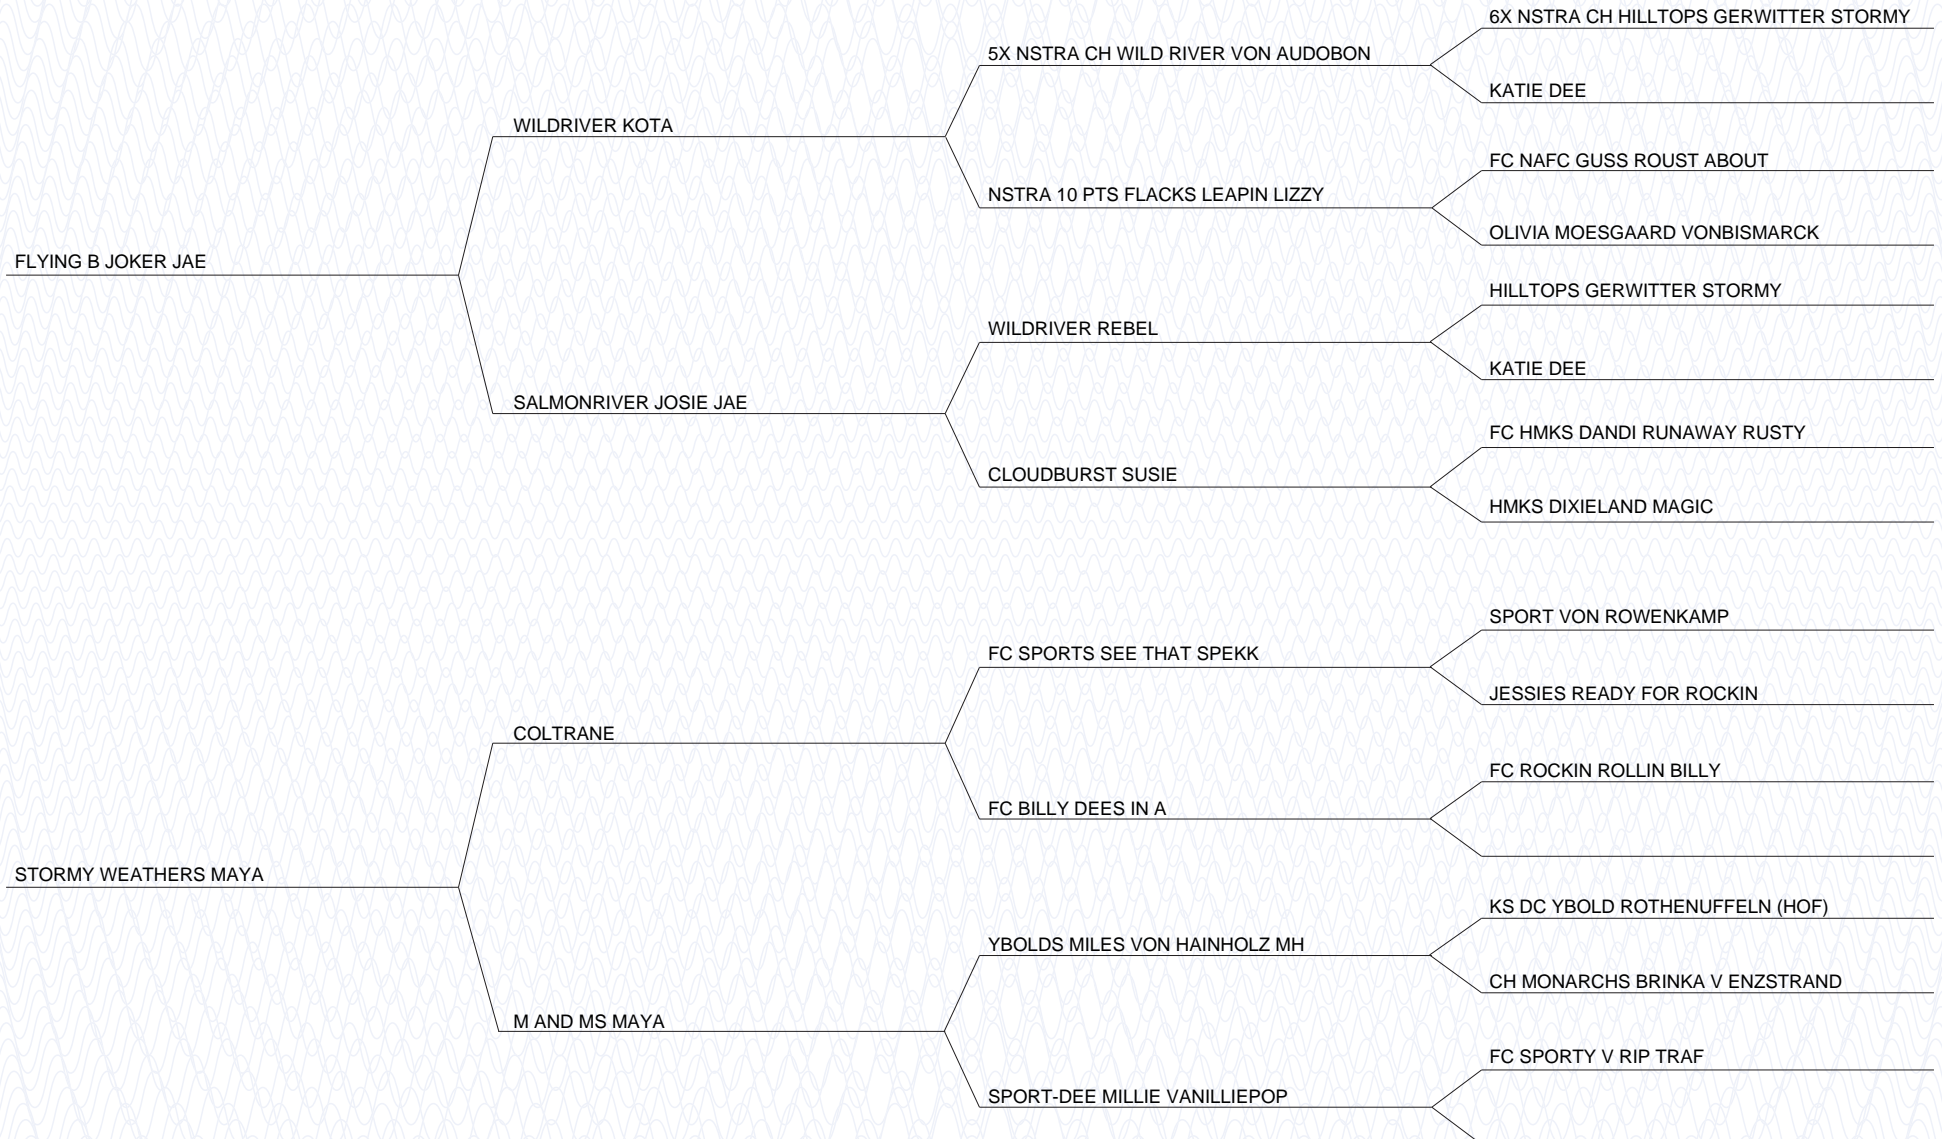 6X NSTRA CH HILLTOPS GERWITTER STORMY
5X NSTRA CH WILD RIVER VON AUDOBON
KATIE DEE
WILDRIVER KOTA
FC NAFC GUSS ROUST ABOUT
NSTRA 10 PTS FLACKS LEAPIN LIZZY
OLIVIA MOESGAARD VONBISMARCK
FLYING B JOKER JAE
HILLTOPS GERWITTER STORMY
WILDRIVER REBEL
KATIE DEE
SALMONRIVER JOSIE JAE
FC HMKS DANDI RUNAWAY RUSTY
CLOUDBURST SUSIE
HMKS DIXIELAND MAGIC
SPORT VON ROWENKAMP
FC SPORTS SEE THAT SPEKK
JESSIES READY FOR ROCKIN
COLTRANE
FC ROCKIN ROLLIN BILLY
FC BILLY DEES IN A
STORMY WEATHERS MAYA
KS DC YBOLD ROTHENUFFELN (HOF)
YBOLDS MILES VON HAINHOLZ MH
CH MONARCHS BRINKA V ENZSTRAND
M AND MS MAYA
FC SPORTY V RIP TRAF
SPORT-DEE MILLIE VANILLIEPOP